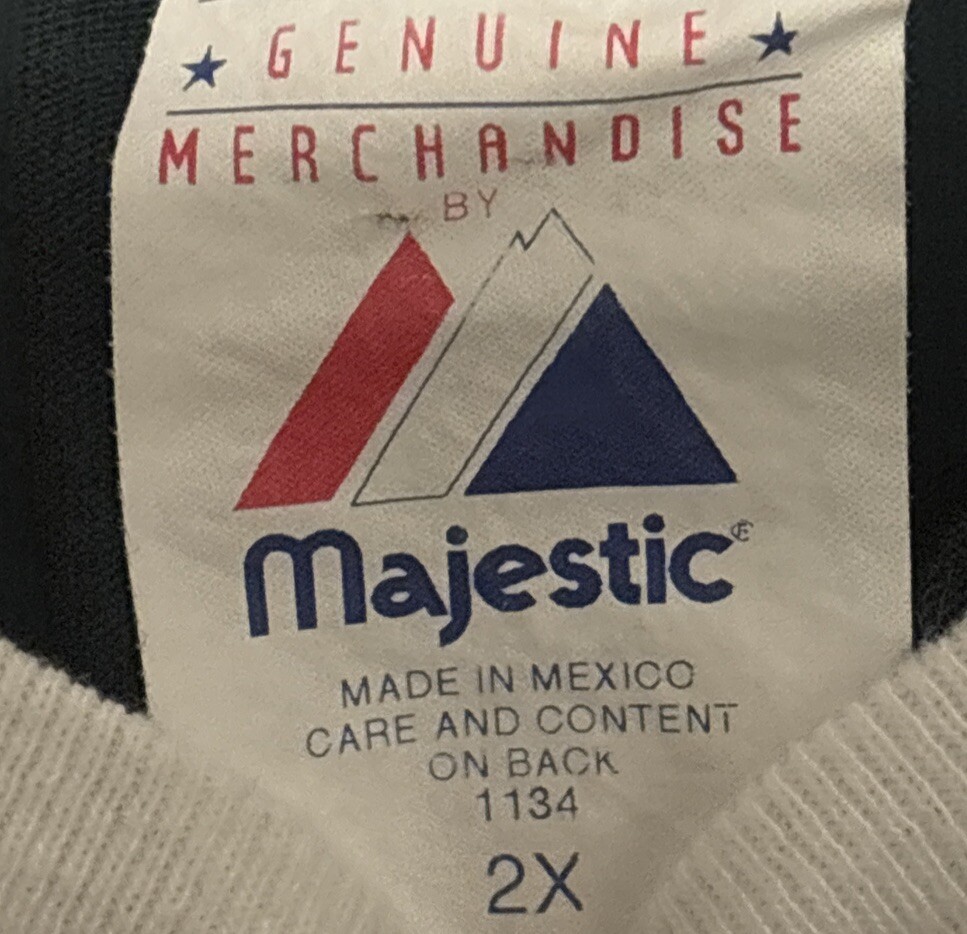 GENUINE
MERCHANDISE
BY
Majestic®
MADE IN MEXICO
CARE AND CONTENT
ON BACK
1134
2X